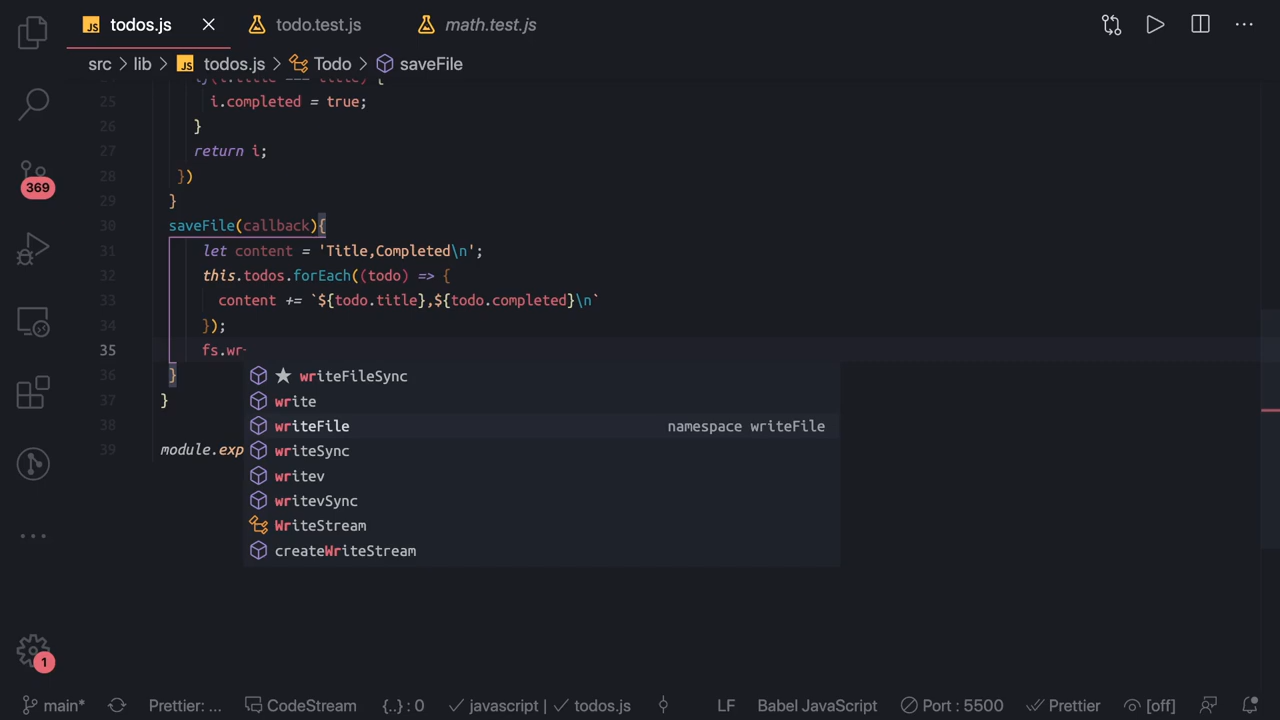 todos.js
todo.test.js
math.test.js
src > lib > JS todos.js > Todo > saveFile
25 i.completed = true;
26 }
27 return i;
28 })
29 }
30 saveFile(callback){
31 let content = 'Title,Completed\n';
32 this.todos.forEach((todo) => {
33 content += `${todo.title},${todo.completed}\n`
34 });
35 fs.wr
36 }
37 }
38
39 module.exp
★ writeFileSync
write
writeFile namespace writeFile
writeSync
writev
writevSync
WriteStream
createWriteStream
369
1
main* Prettier: ... CodeStream {..} : 0 javascript | todos.js LF Babel JavaScript Port : 5500 Prettier [off]